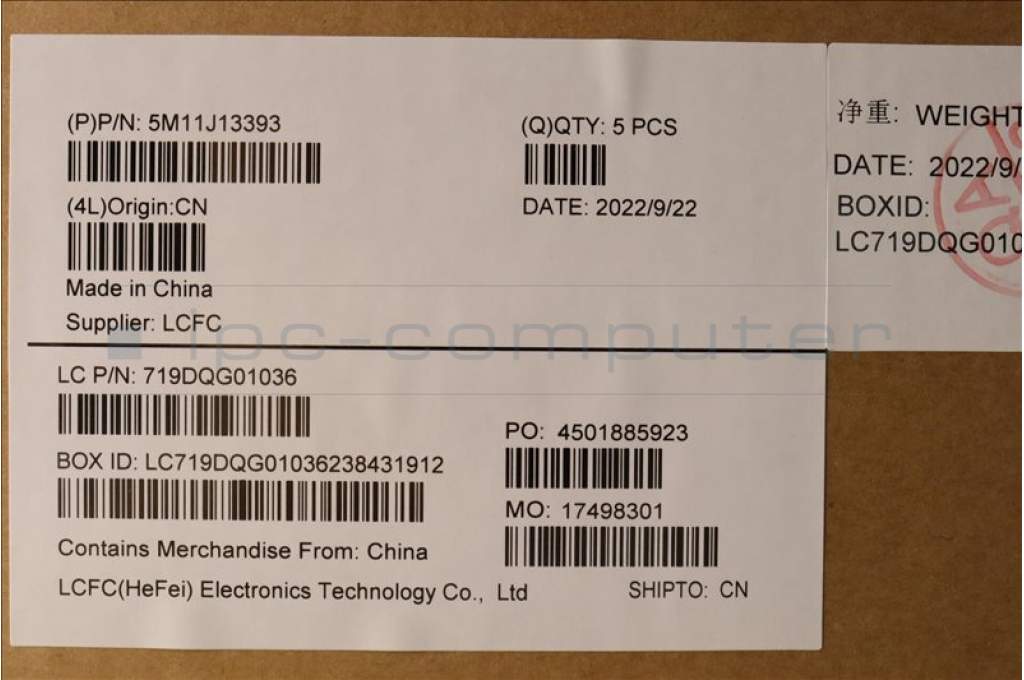 (P)P/N: 5M11J13393
(Q)QTY: 5 PCS
(4L)Origin:CN
DATE: 2022/9/22
Made in China
Supplier: LCFC
ipc-computer
LC P/N: 719DQG01036
BOX ID: LC719DQG01036238431912
PO: 4501885923
MO: 17498301
Contains Merchandise From: China
LCFC(HeFei) Electronics Technology Co., Ltd
SHIPTO: CN
净重: WEIGHT
DATE: 2022/9/
BOXID:
LC719DQG010
QA